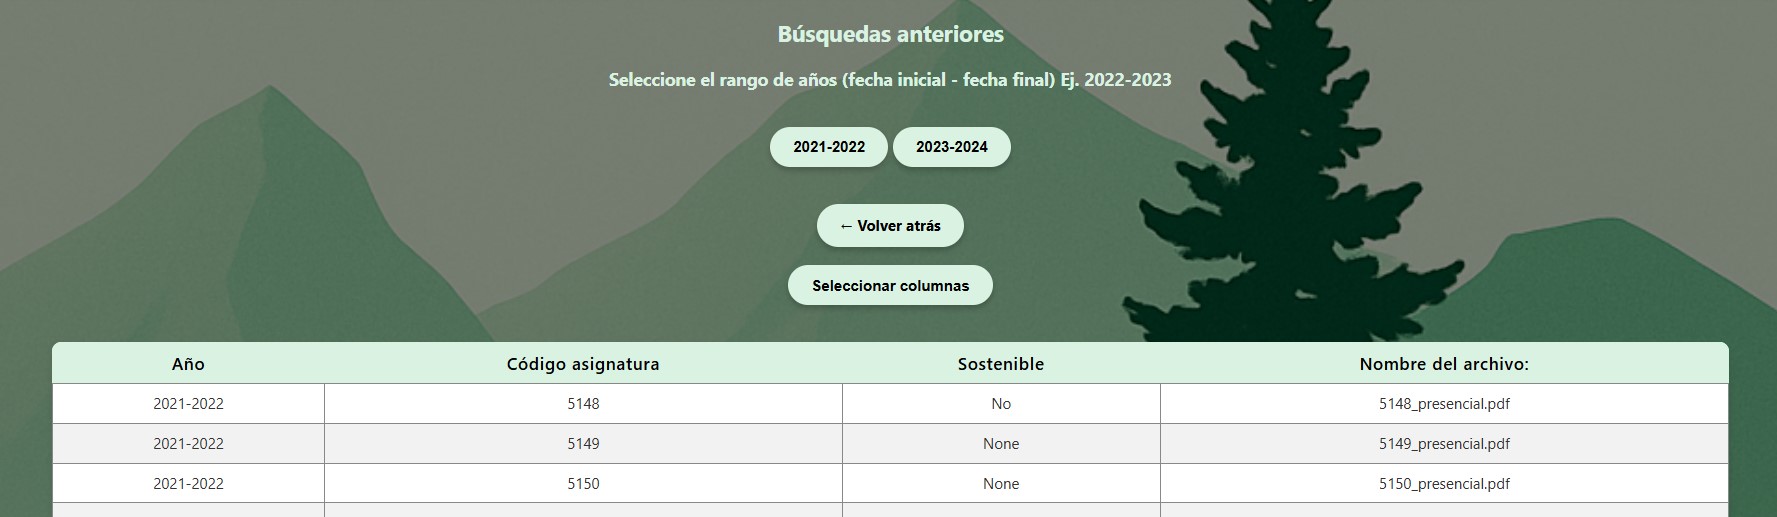 Búsquedas anteriores
Seleccione el rango de años (fecha inicial - fecha final) Ej. 2022-2023
2021-2022 2023-2024
← Volver atrás
Seleccionar columnas
Año Código asignatura Sostenible Nombre del archivo:
2021-2022 5148 No 5148_presencial.pdf
2021-2022 5149 None 5149_presencial.pdf
2021-2022 5150 None 5150_presencial.pdf